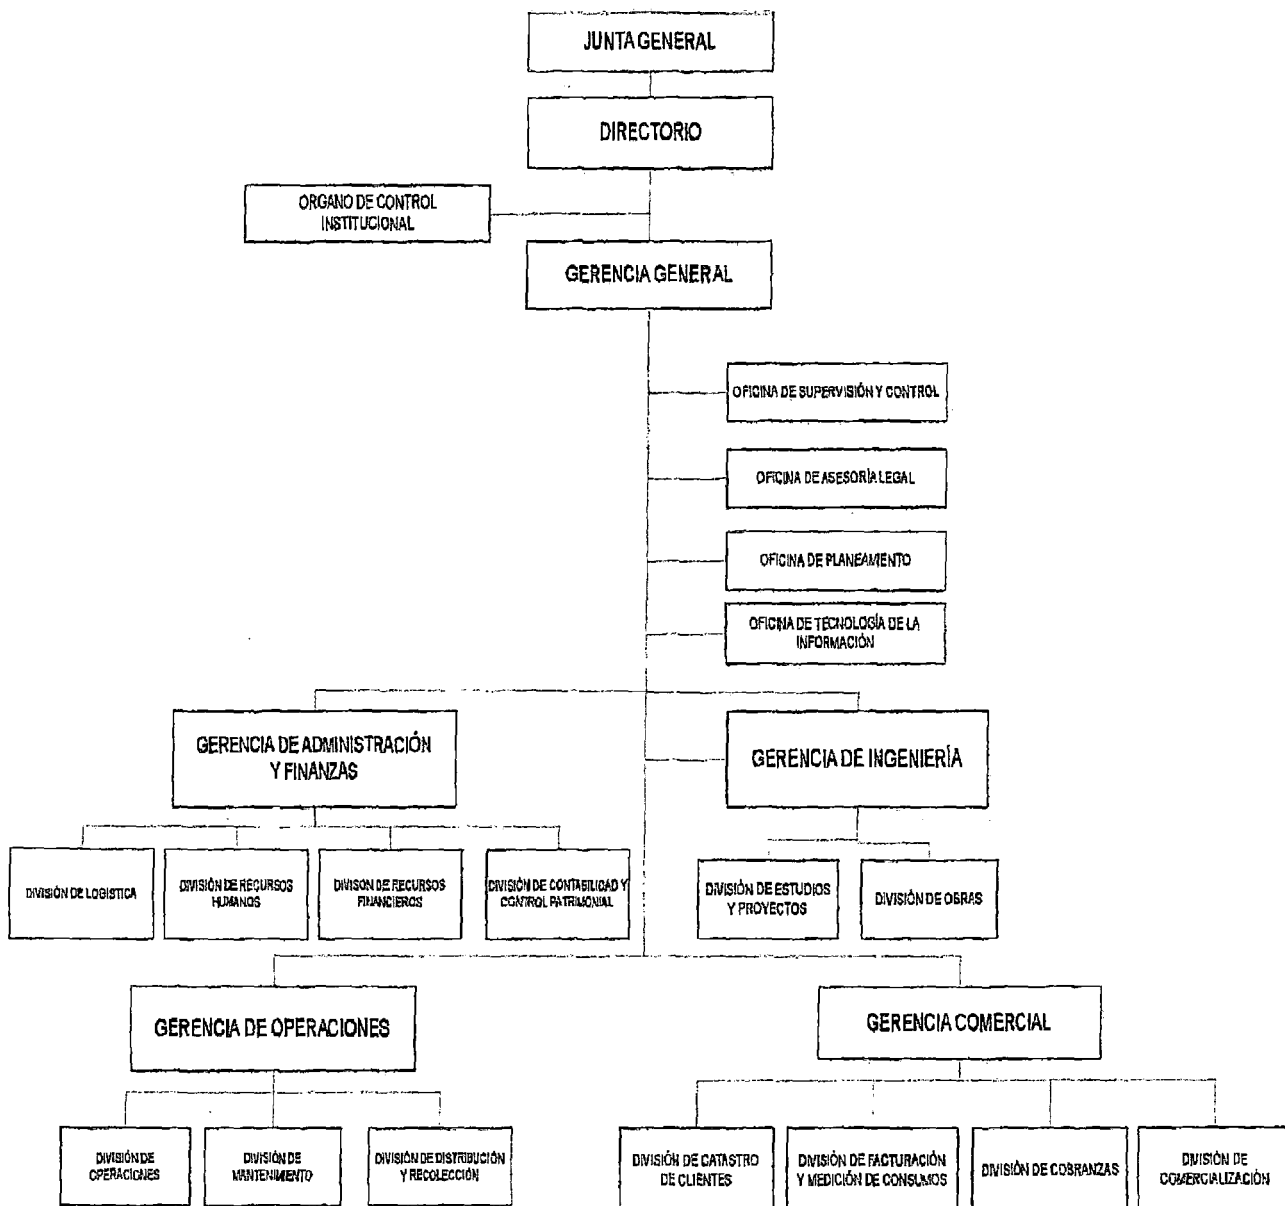 JUNTA GENERAL
DIRECTORIO
ORGANO DE CONTROL
INSTITUCIONAL
GERENCIA GENERAL
OFICINA DE SUPERVISIÓN Y CONTROL
OFICINA DE ASESORÍA LEGAL
OFICINA DE PLANEAMIENTO
OFICINA DE TECNOLOGÍA DE LA
INFORMACIÓN
GERENCIA DE ADMINISTRACIÓN
Y FINANZAS
GERENCIA DE INGENIERÍA
DIVISIÓN DE LOGISTICA
DIVISIÓN DE RECURSOS
HUMANOS
DIVISON DE RECURSOS
FINANCIEROS
DIVISIÓN DE CONTABILIDAD Y
CONTROL PATRIMONIAL
DIVISIÓN DE ESTUDIOS
Y PROYECTOS
DIVISIÓN DE OBRAS
GERENCIA DE OPERACIONES
GERENCIA COMERCIAL
DIVISIÓN DE
OPERACIONES
DIVISIÓN DE
MANTENIMIENTO
DIVISIÓN DE DISTRIBUCIÓN
Y RECOLECCIÓN
DIVISIÓN DE CATASTRO
DE CLIENTES
DIVISIÓN DE FACTURACIÓN
Y MEDICIÓN DE CONSUMOS
DIVISIÓN DE COBRANZAS
DIVISIÓN DE
COMERCIALIZACIÓN